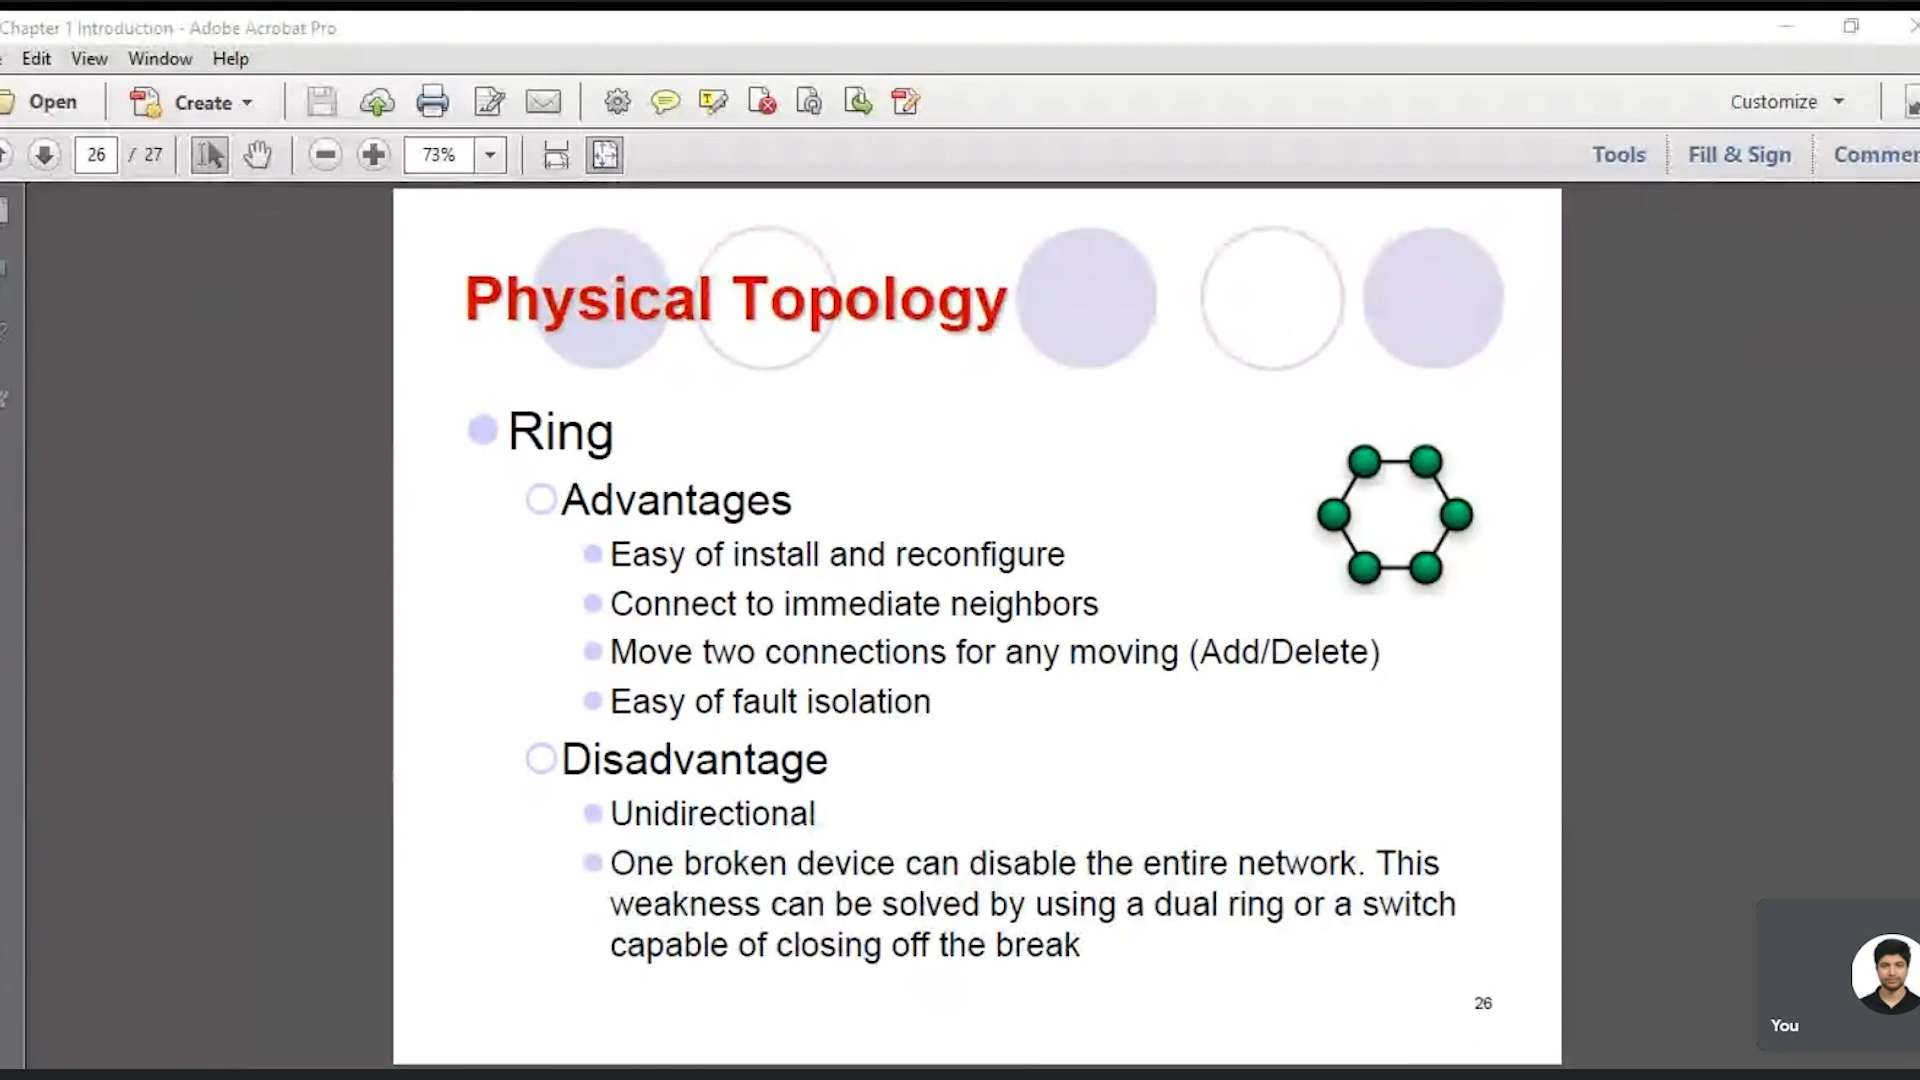 Chapter 1 Introduction - Adobe Acrobat Pro
Edit View Window Help
Open Create Customize
26 / 27 73% Tools Fill & Sign
Physical Topology
Ring
Advantages
Easy of install and reconfigure
Connect to immediate neighbors
Move two connections for any moving (Add/Delete)
Easy of fault isolation
Disadvantage
Unidirectional
One broken device can disable the entire network. This
weakness can be solved by using a dual ring or a switch
capable of closing off the break
26
You